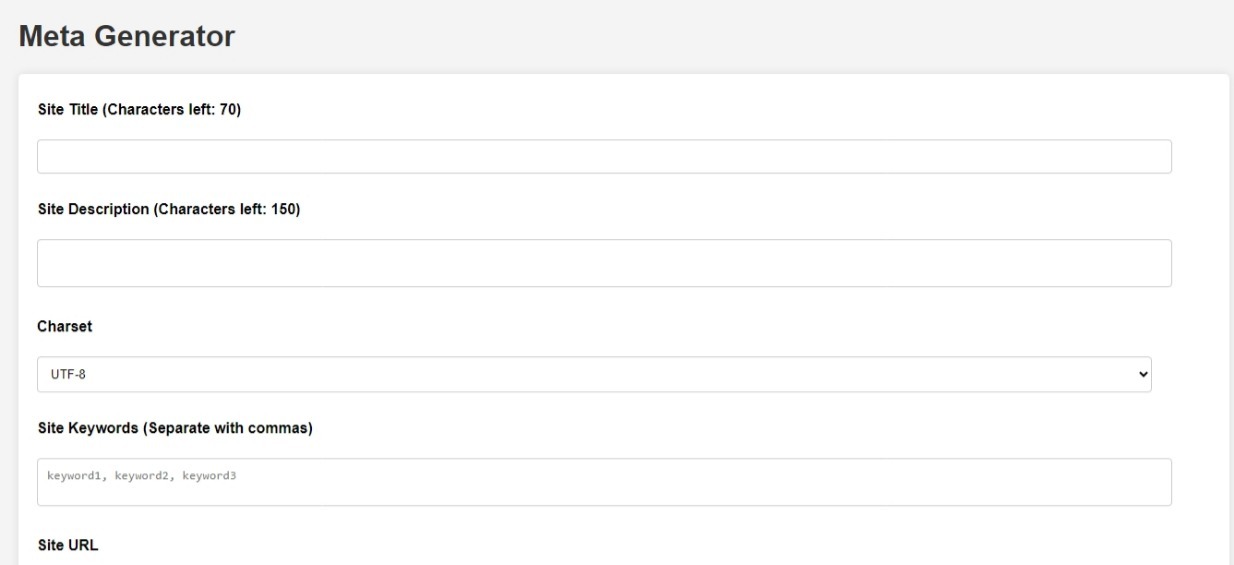 Meta Generator
Site Title (Characters left: 70)
Site Description (Characters left: 150)
Charset
UTF-8
Site Keywords (Separate with commas)
keyword1, keyword2, keyword3
Site URL